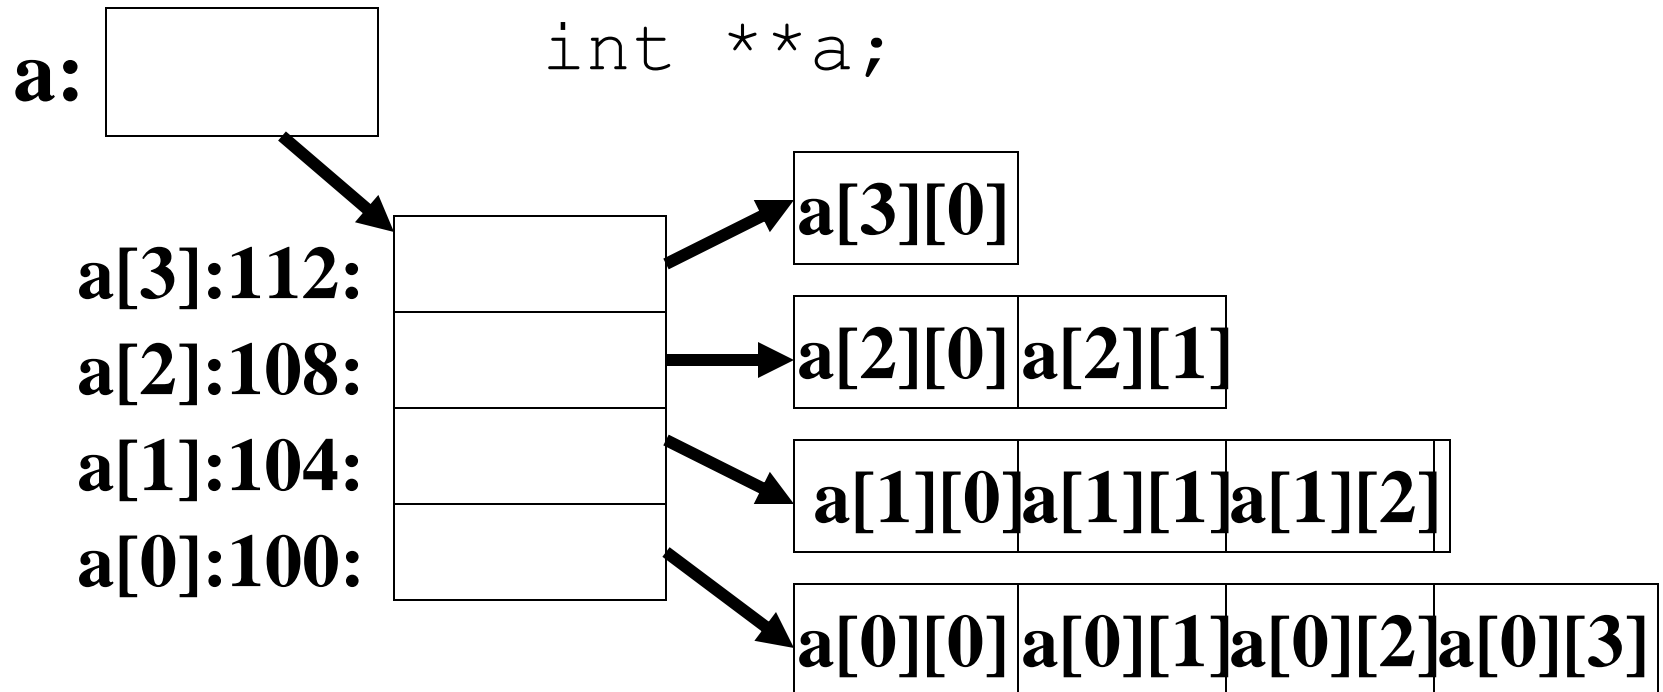 int **a;
a:
a[3][0]
a[3]:112:
a[2][0] a[2][1]
a[2]:108:
a[1][0] a[1][1] a[1][2]
a[1]:104:
a[0]:100:
a[0][0] a[0][1] a[0][2] a[0][3]